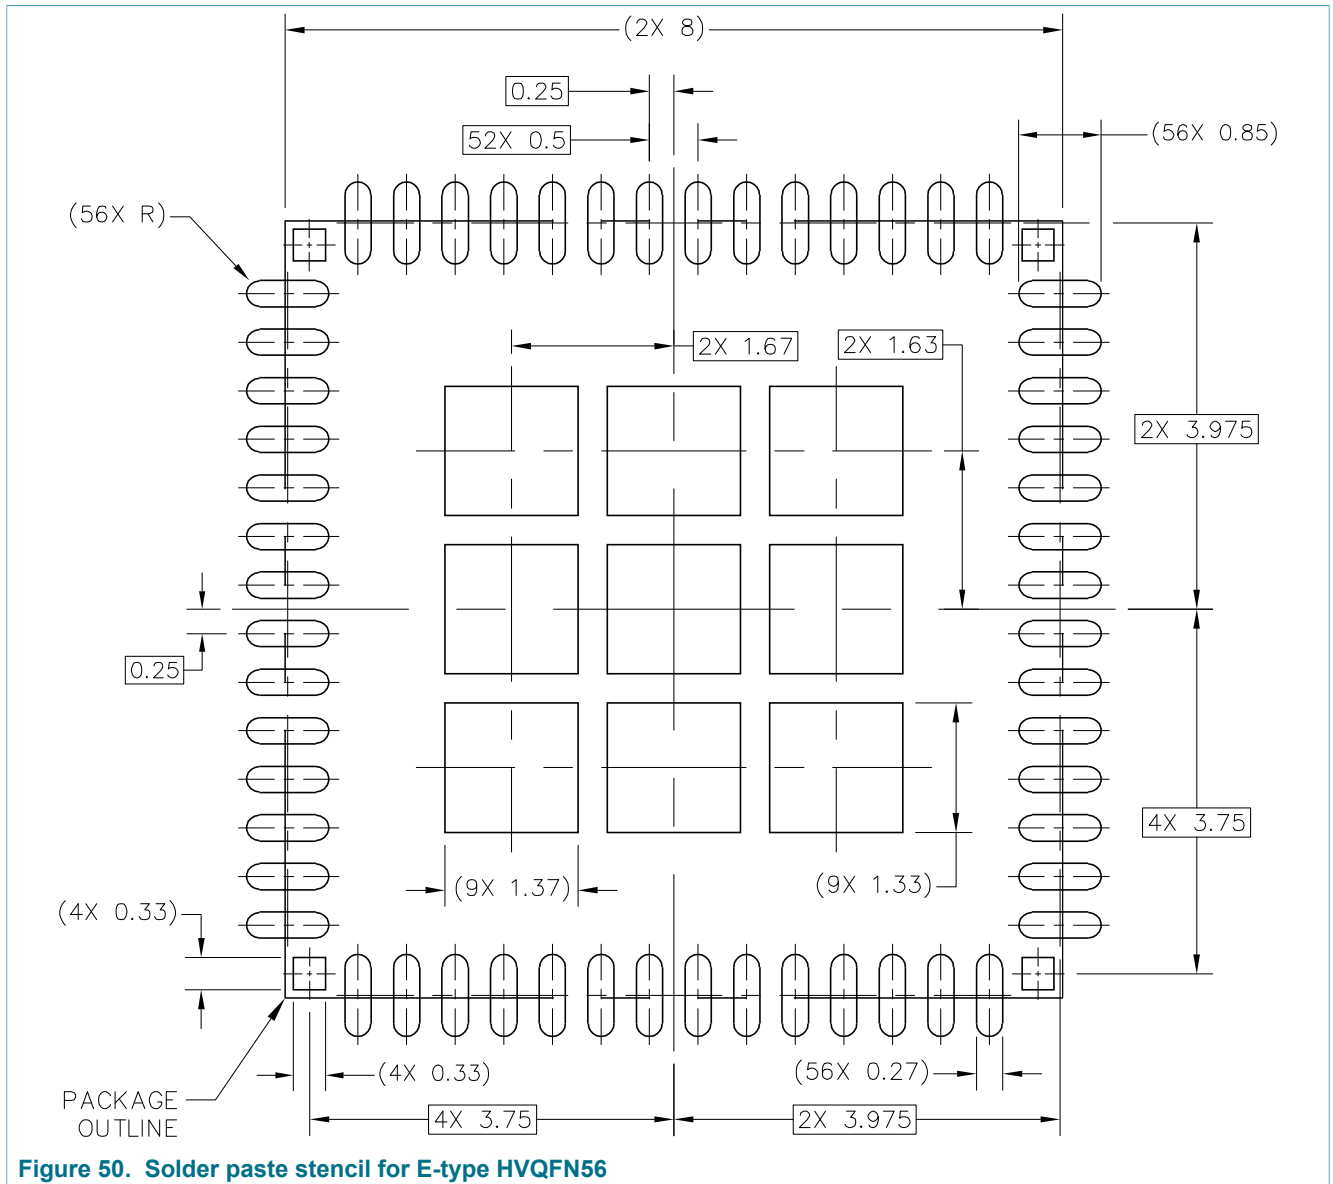 (2X 8)
0.25
52X 0.5
(56X 0.85)
(56X R)
2X 1.67
2X 1.63
2X 3.975
0.25
4X 3.75
(9X 1.37)
(9X 1.33)
(4X 0.33)
(4X 0.33)
(56X 0.27)
PACKAGE
OUTLINE
4X 3.75
2X 3.975
Figure 50. Solder paste stencil for E-type HVQFN56